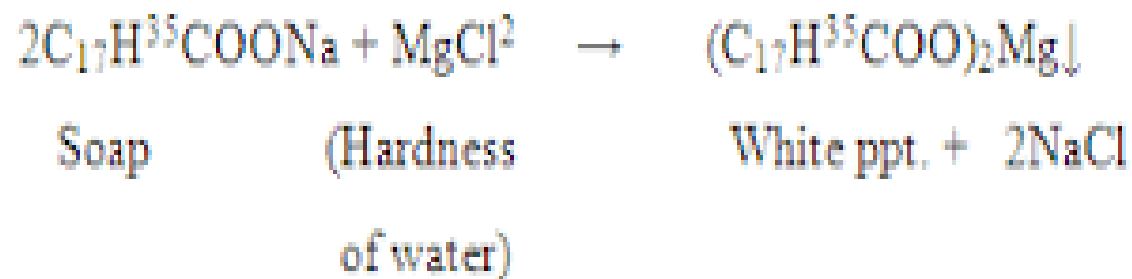 2C₁₇H³⁵COONa + MgCl² → (C₁₇H³⁵COO)₂Mg↓
Soap (Hardness White ppt. + 2NaCl
of water)